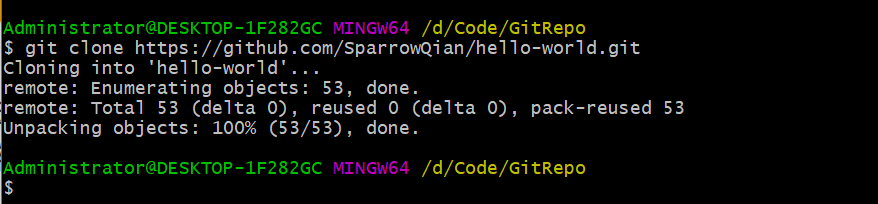 Administrator@DESKTOP-1F282GC MINGW64 /d/Code/GitRepo
$ git clone https://github.com/SparrowQian/hello-world.git
Cloning into 'hello-world'...
remote: Enumerating objects: 53, done.
remote: Total 53 (delta 0), reused 0 (delta 0), pack-reused 53
Unpacking objects: 100% (53/53), done.
Administrator@DESKTOP-1F282GC MINGW64 /d/Code/GitRepo
$